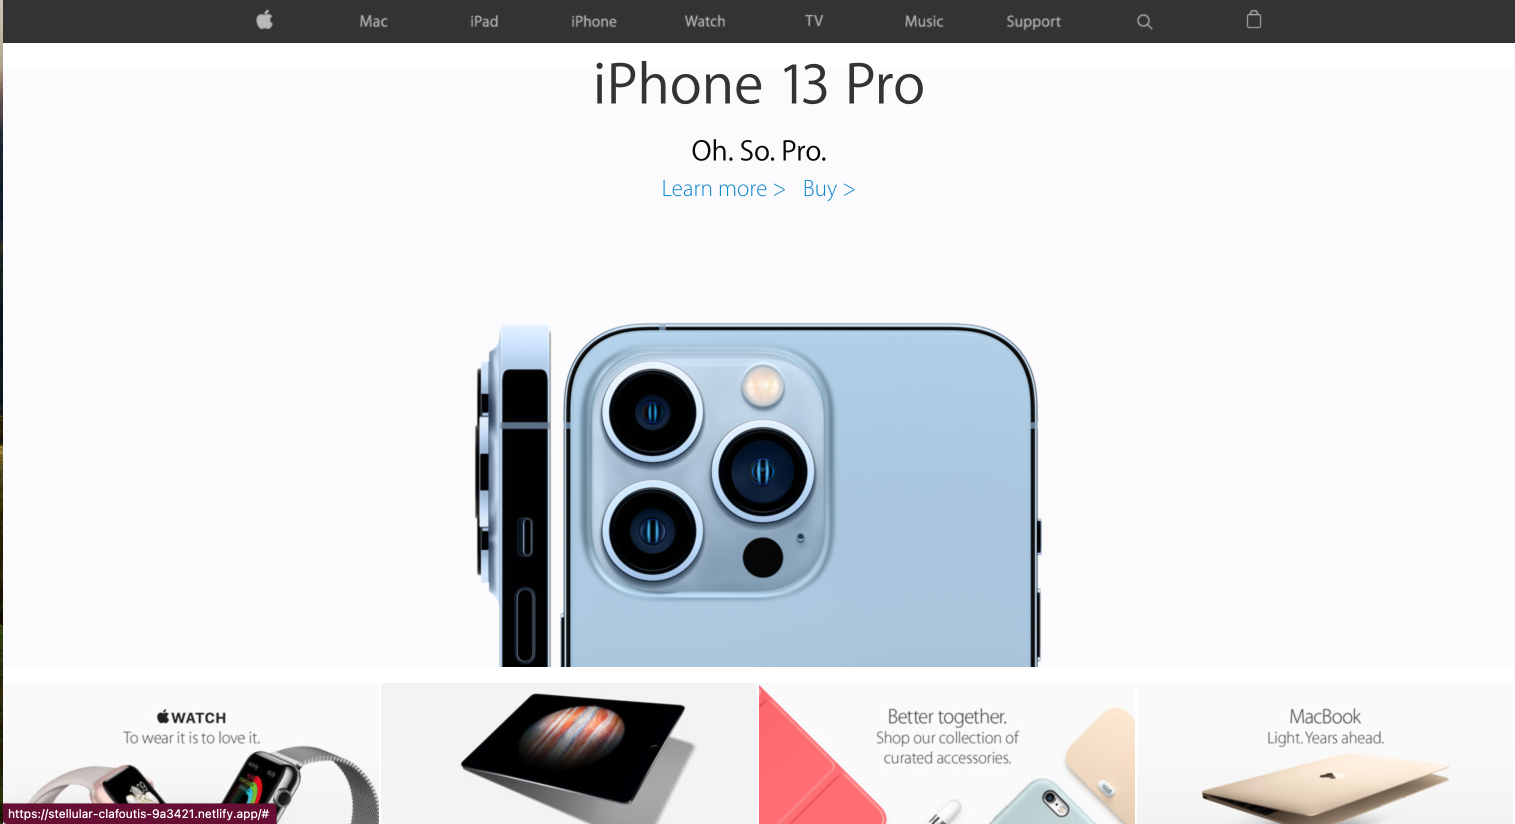 Mac iPad iPhone Watch TV Music Support
iPhone 13 Pro
Oh. So. Pro.
Learn more > Buy >
WATCH
To wear it is to love it.
Better together.
Shop our collection of
curated accessories.
MacBook
Light. Years ahead.
https://stellular-clafoutis-9a3421.netlify.app/#